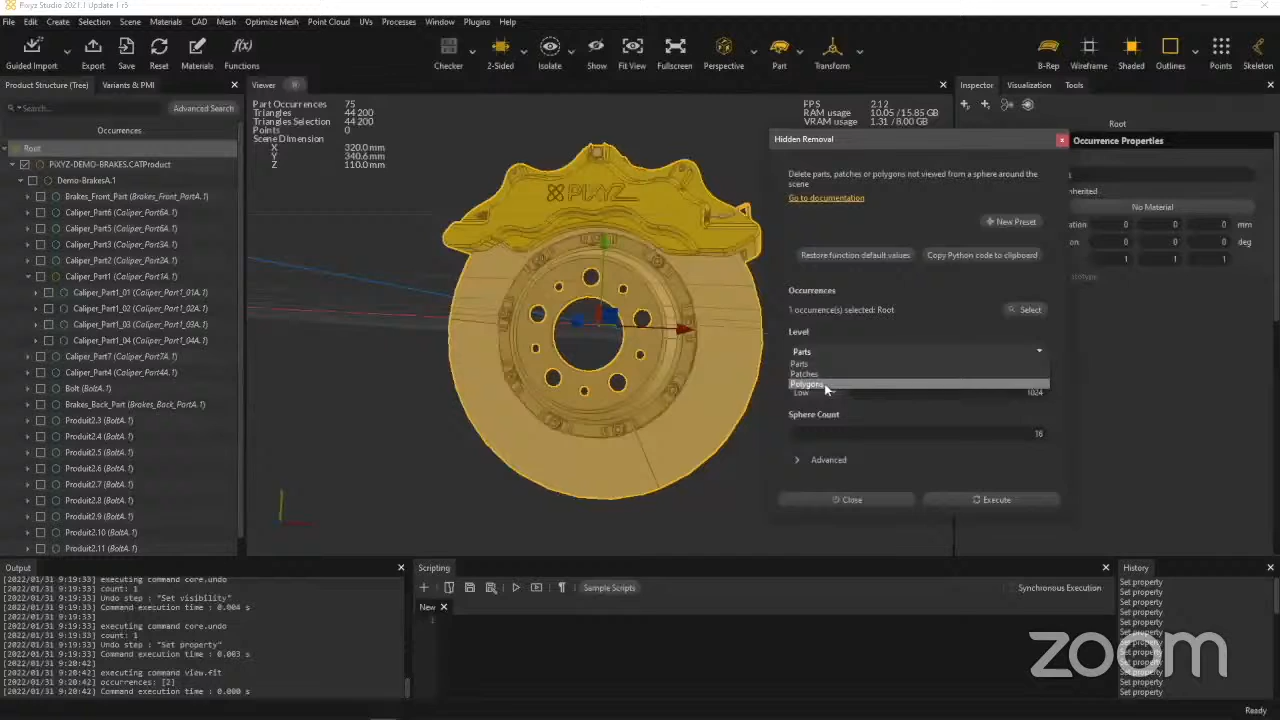 Pixyz Studio 2021.1 Update 1 r5
File Edit Create Selection Scene Materials CAD Mesh Optimize Mesh Point Cloud UVs Processes Window Plugins Help
Guided Import Export Save Reset Materials Functions Checker 2-Sided Isolate Show Fit View Fullscreen Perspective Part Transform B-Rep Wireframe Shaded Outlines Points Skeleton
Product Structure (Tree) Variants & PMI
Search... Advanced Search
Occurrences
Root
PIXYZ-DEMO-BRAKES.CATProduct
Demo-BrakesA.1
Brakes_Front_Part (Brakes_Front_PartA.1)
Caliper_Part6 (Caliper_Part6A.1)
Caliper_Part5 (Caliper_Part5A.1)
Caliper_Part3 (Caliper_Part3A.1)
Caliper_Part2 (Caliper_Part2A.1)
Caliper_Part1 (Caliper_Part1A.1)
Caliper_Part1_01 (Caliper_Part1_01A.1)
Caliper_Part1_02 (Caliper_Part1_02A.1)
Caliper_Part1_03 (Caliper_Part1_03A.1)
Caliper_Part1_04 (Caliper_Part1_04A.1)
Caliper_Part7 (Caliper_Part7A.1)
Caliper_Part4 (Caliper_Part4A.1)
Bolt (BoltA.1)
Brakes_Back_Part (Brakes_Back_PartA.1)
Produit2.3 (BoltA.1)
Produit2.4 (BoltA.1)
Produit2.5 (BoltA.1)
Produit2.6 (BoltA.1)
Produit2.7 (BoltA.1)
Produit2.8 (BoltA.1)
Produit2.9 (BoltA.1)
Produit2.10 (BoltA.1)
Produit2.11 (BoltA.1)
Viewer
Part Occurrences 75
Triangles 44 200
Triangles Selection 44 200
Points 0
Scene Dimension
X 320.0 mm
Y 340.6 mm
Z 110.0 mm
FPS 2.12
RAM usage 10.05 / 15.85 GB
VRAM usage 1.31 / 8.00 GB
PIXYZ
Hidden Removal
Delete parts, patches or polygons not viewed from a sphere around the
scene
Go to documentation
New Preset
Restore function default values Copy Python code to clipboard
Occurrences
1 occurrence(s) selected: Root Select
Level
Parts
Parts
Patches
Polygons
Low 1024
Sphere Count
16
Advanced
Close Execute
Inspector Visualization Tools
Root
Occurrence Properties
nherited
No Material
0 0 0 mm
on 0 0 0 deg
1 1 1
Output
[2022/01/31 9:19:33] executing command core.undo
[2022/01/31 9:19:33] count: 1
[2022/01/31 9:19:33] Undo step : "Set visibility"
[2022/01/31 9:19:33] Command execution time : 0.004 s
[2022/01/31 9:19:33]
[2022/01/31 9:19:33] executing command core.undo
[2022/01/31 9:19:33] count: 1
[2022/01/31 9:19:33] Undo step : "Set property"
[2022/01/31 9:19:33] Command execution time : 0.003 s
[2022/01/31 9:20:42]
[2022/01/31 9:20:42] executing command view.fit
[2022/01/31 9:20:42] occurrences: [2]
[2022/01/31 9:20:42] Command execution time : 0.000 s
Scripting
Sample Scripts Synchronous Execution
New
1
History
Set property
Set property
Set property
Set property
Set property
Set property
Set property
Set property
Set property
Set property
Set property
Set property
zoom
Ready